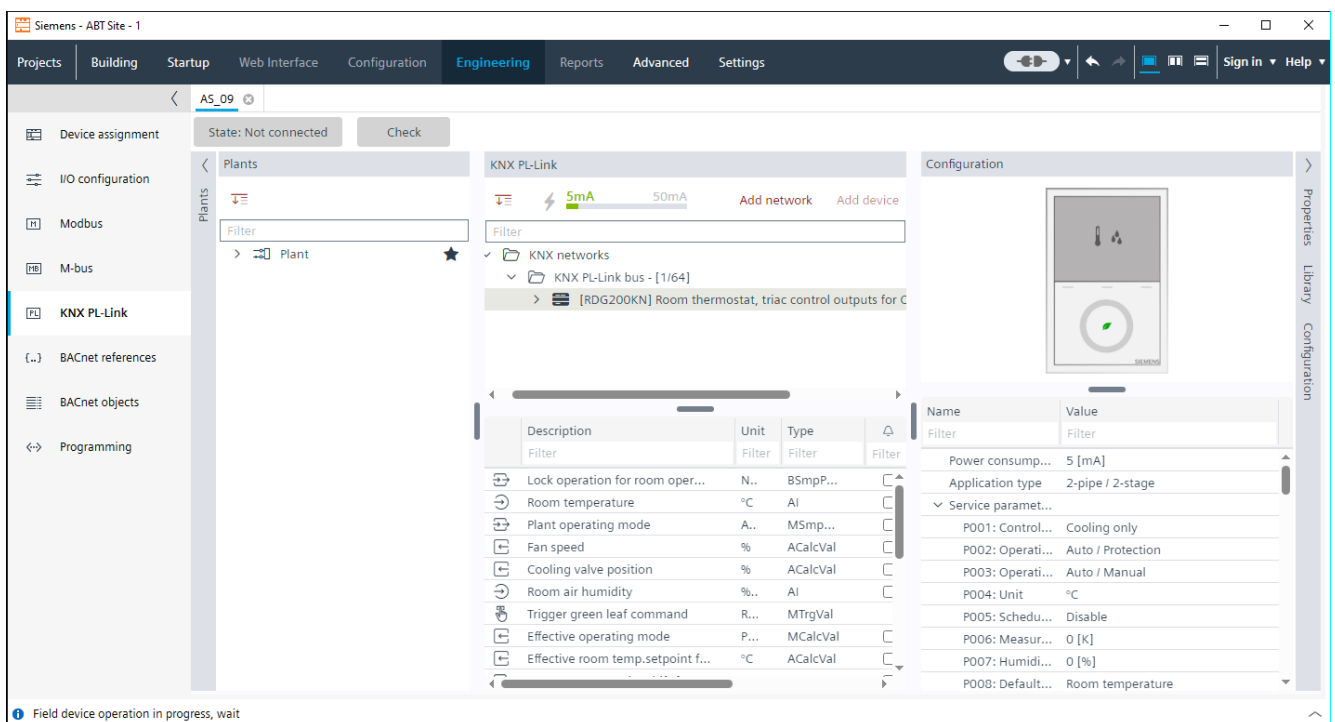 Siemens - ABT Site - 1
Projects Building Startup Web Interface Configuration Engineering Reports Advanced Settings Sign in Help
AS_09
State: Not connected Check
Device assignment
I/O configuration
M Modbus
MB M-bus
PL KNX PL-Link
{..} BACnet references
BACnet objects
Programming
Plants
Plants
Filter
Plant
KNX PL-Link
5mA 50mA Add network Add device
Filter
KNX networks
KNX PL-Link bus - [1/64]
[RDG200KN] Room thermostat, triac control outputs for C
Description Unit Type
Filter Filter Filter Filter
Lock operation for room oper... N.. BSmpP...
Room temperature °C AI
Plant operating mode A... MSmp...
Fan speed % ACalcVal
Cooling valve position % ACalcVal
Room air humidity %.. AI
Trigger green leaf command R... MTrgVal
Effective operating mode P... MCalcVal
Effective room temp.setpoint f... °C ACalcVal
Configuration
SIEMENS
Name Value
Filter Filter
Power consump... 5 [mA]
Application type 2-pipe / 2-stage
Service paramet...
P001: Control... Cooling only
P002: Operati... Auto / Protection
P003: Operati... Auto / Manual
P004: Unit °C
P005: Schedu... Disable
P006: Measur... 0 [K]
P007: Humidi... 0 [%]
P008: Default... Room temperature
Properties
Library
Configuration
Field device operation in progress, wait